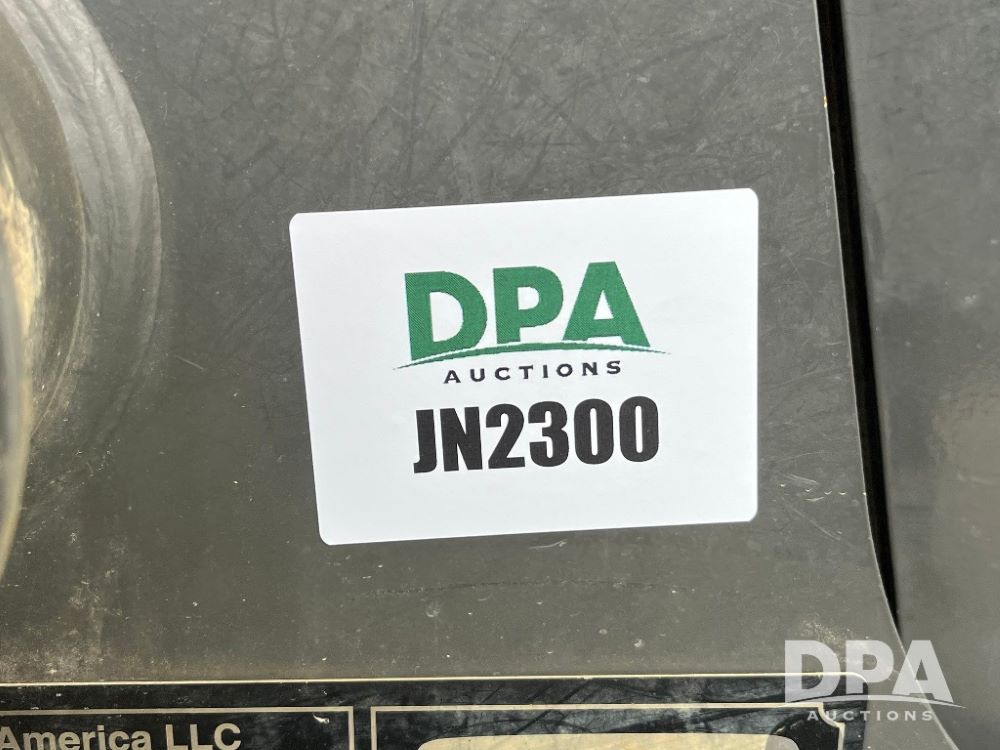 DPA
AUCTIONS
JN2300
America LLC
DPA
AUCTIONS